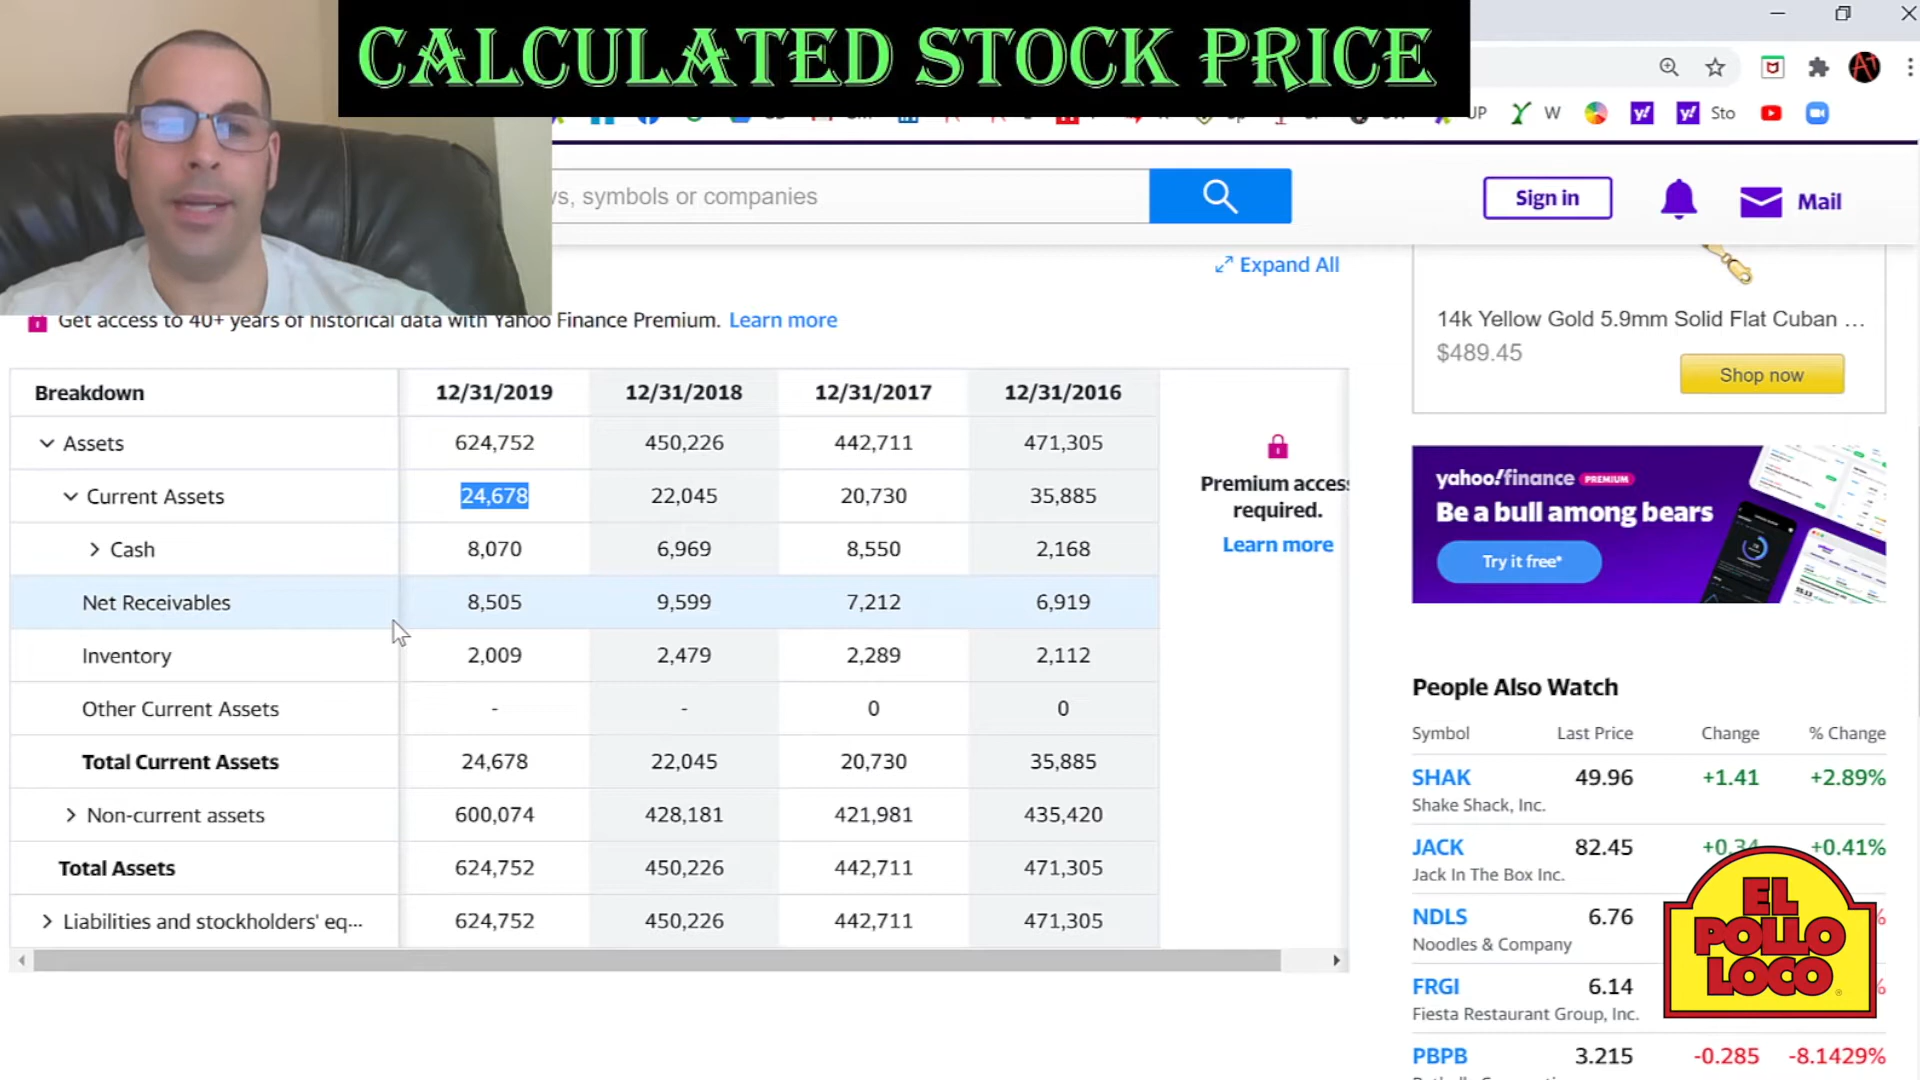 CALCULATED STOCK PRICE
UP
W
Sto
ws, symbols or companies
Sign in
Mail
Expand All
Get access to 40+ years of historical data with Yahoo Finance Premium. Learn more
Breakdown 12/31/2019 12/31/2018 12/31/2017 12/31/2016
Assets 624,752 450,226 442,711 471,305
Current Assets 24,678 22,045 20,730 35,885
Cash 8,070 6,969 8,550 2,168
Net Receivables 8,505 9,599 7,212 6,919
Inventory 2,009 2,479 2,289 2,112
Other Current Assets - - 0 0
Total Current Assets 24,678 22,045 20,730 35,885
Non-current assets 600,074 428,181 421,981 435,420
Total Assets 624,752 450,226 442,711 471,305
Liabilities and stockholders' eq... 624,752 450,226 442,711 471,305
Premium access
required.
Learn more
14k Yellow Gold 5.9mm Solid Flat Cuban ...
$489.45
Shop now
yahoo!finance PREMIUM
Be a bull among bears
Try it free*
People Also Watch
Symbol Last Price Change % Change
SHAK 49.96 +1.41 +2.89%
Shake Shack, Inc.
JACK 82.45 +0.34 +0.41%
Jack In The Box Inc.
NDLS 6.76 %
Noodles & Company
FRGI 6.14 %
Fiesta Restaurant Group, Inc.
PBPB 3.215 -0.285 -8.1429%
EL
POLLO
LOCO